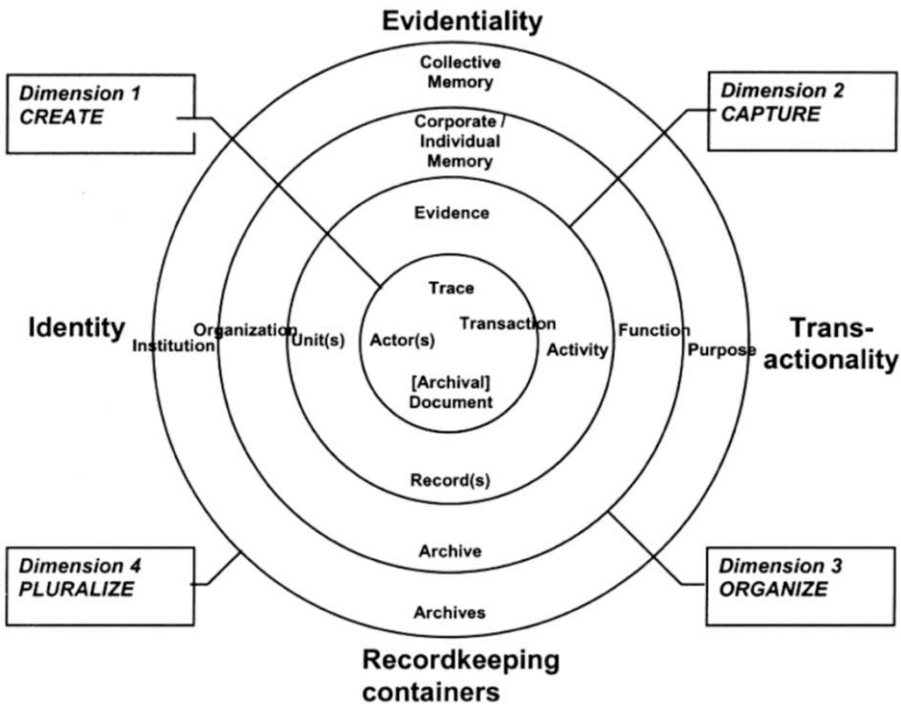 Evidentiality
Collective
Memory
Dimension 1
CREATE
Dimension 2
CAPTURE
Corporate /
Individual
Memory
Evidence
Trace
Identity
Institution
Organization
Unit(s)
Actor(s)
Transaction
Activity
Function
Purpose
Trans-
actionality
[Archival]
Document
Record(s)
Archive
Dimension 4
PLURALIZE
Dimension 3
ORGANIZE
Archives
Recordkeeping
containers